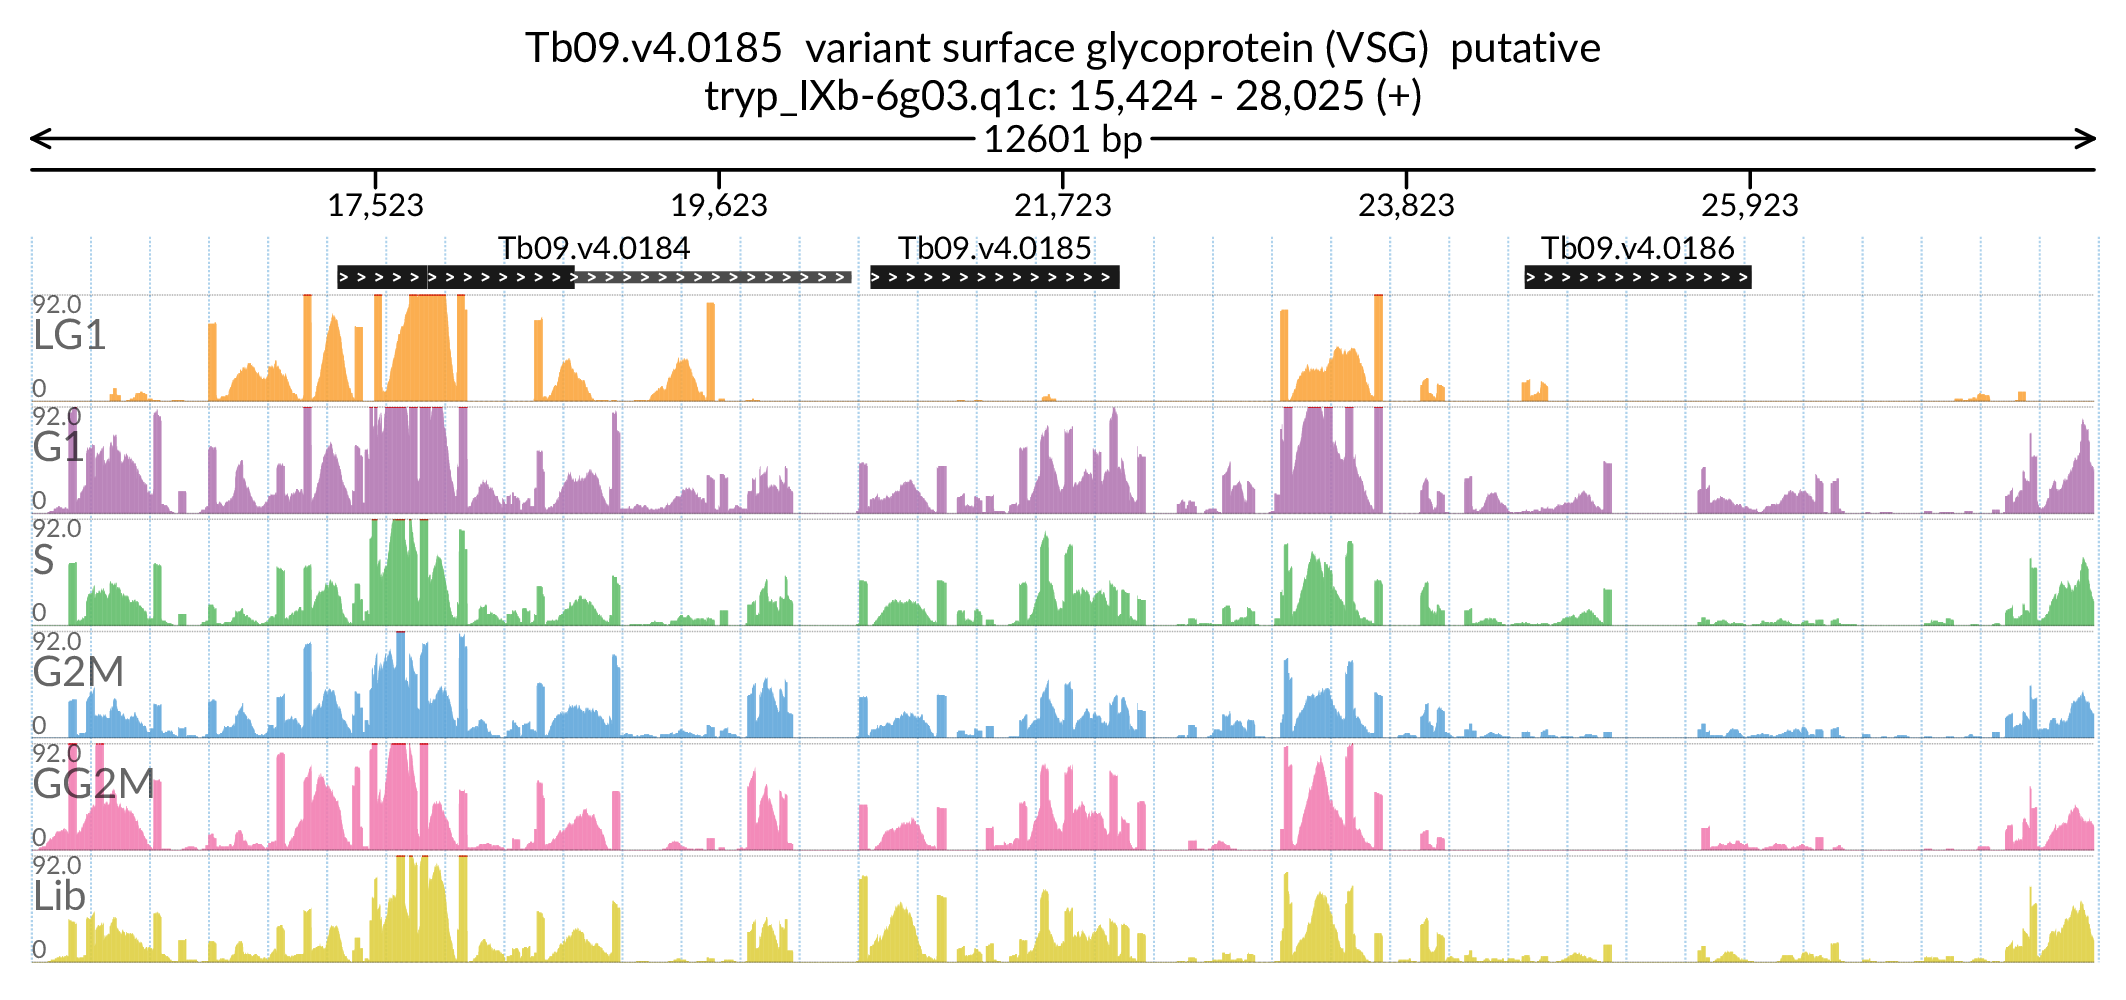 Tb09.v4.0185  variant surface glycoprotein (VSG)  putative
tryp_IXb-6g03.q1c: 15,424 - 28,025 (+)
12601 bp
17,523 19,623 21,723 23,823 25,923
Tb09.v4.0184 Tb09.v4.0185 Tb09.v4.0186
92.0
LG1
0
92.0
G1
0
92.0
S
0
92.0
G2M
0
92.0
GG2M
0
92.0
Lib
0